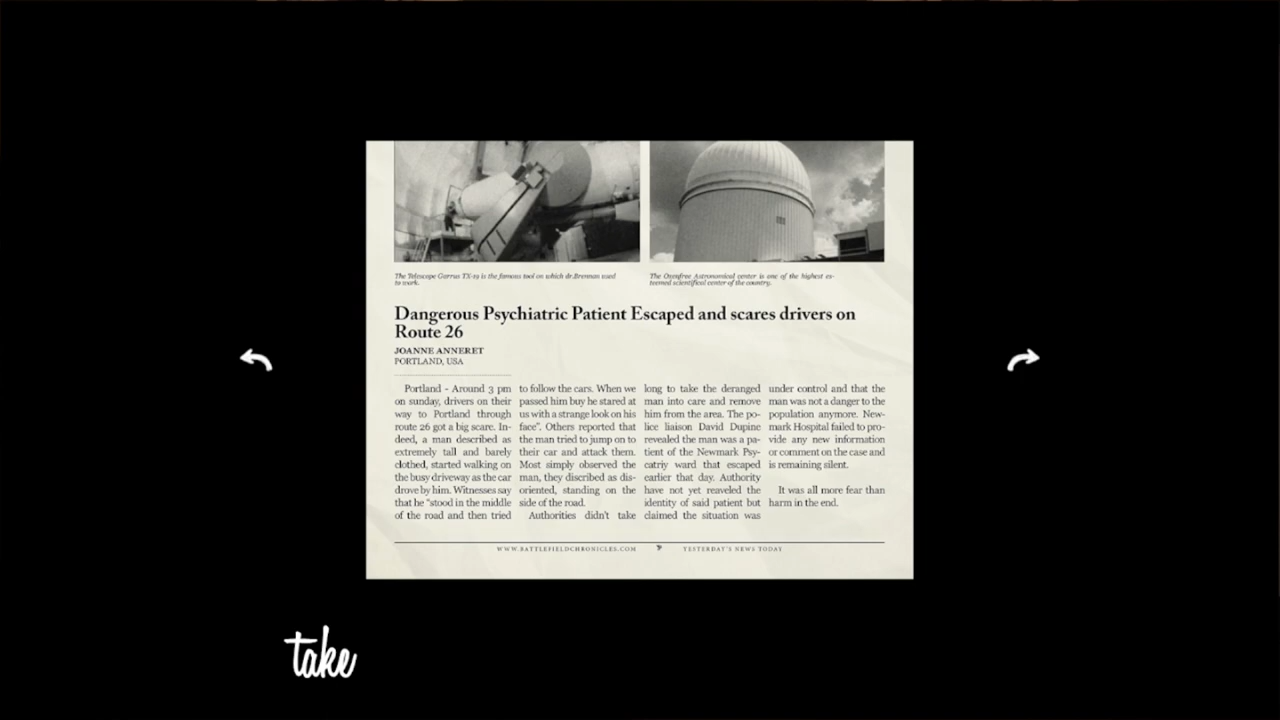 The Telescope Garrus TX-19 is the famous tool on which dr.Brennan used
to work.
The Oxenfree Astronomical center is one of the highest es-
teemed scientifical center of the country.
Dangerous Psychiatric Patient Escaped and scares drivers on
Route 26
JOANNE ANNERET
PORTLAND, USA
Portland - Around 3 pm
on sunday, drivers on their
way to Portland through
route 26 got a big scare. In-
deed, a man described as
extremely tall and barely
clothed, started walking on
the busy driveway as the car
drove by him. Witnesses say
that he “stood in the middle
of the road and then tried
to follow the cars. When we
passed him buy he stared at
us with a strange look on his
face”. Others reported that
the man tried to jump on to
their car and attack them.
Most simply observed the
man, they discribed as dis-
oriented, standing on the
side of the road.
Authorities didn’t take
long to take the deranged
man into care and remove
him from the area. The po-
lice liaison David Dupine
revealed the man was a pa-
tient of the Newmark Psy-
catriy ward that escaped
earlier that day. Authority
have not yet reaveled the
identity of said patient but
claimed the situation was
under control and that the
man was not a danger to the
population anymore. New-
mark Hospital failed to pro-
vide any new information
or comment on the case and
is remaining silent.
It was all more fear than
harm in the end.
WWW.BATTLEFIELDCHRONICLES.COM
YESTERDAY'S NEWS TODAY
take